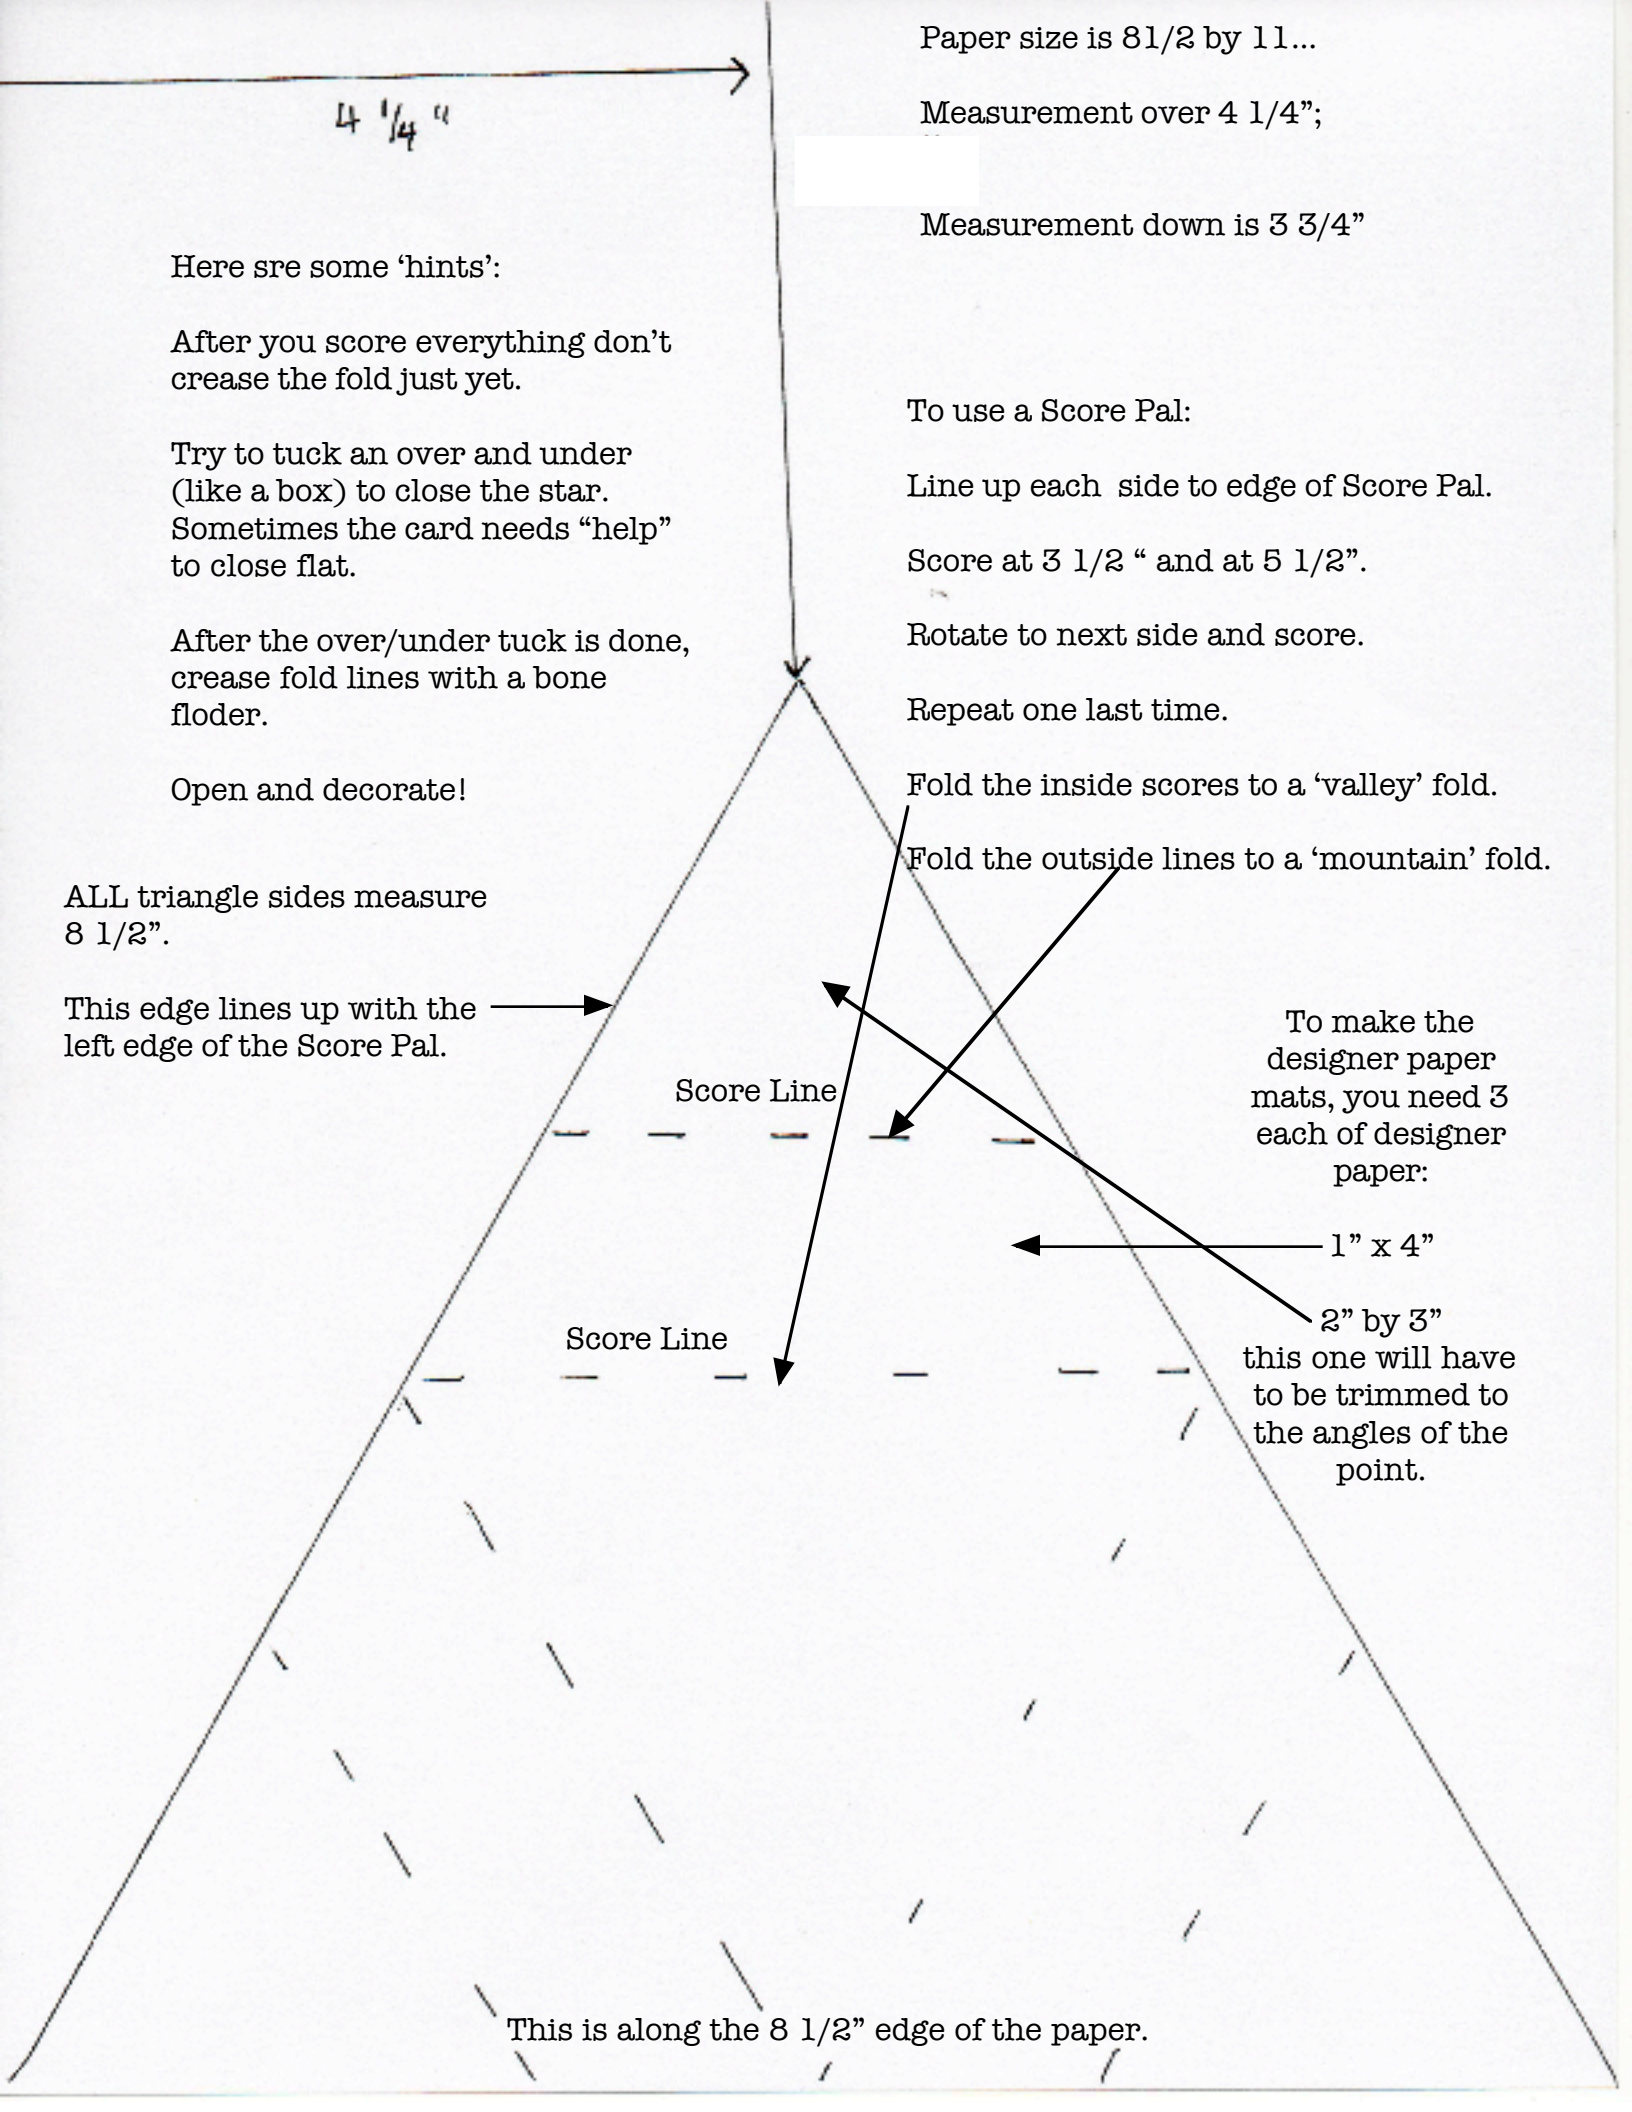 Paper size is 81/2 by 11...
4 1/4 "
Measurement over 4 1/4”;
Measurement down is 3 3/4”
Here sre some ‘hints’:
After you score everything don’t
crease the fold just yet.
Try to tuck an over and under
(like a box) to close the star.
Sometimes the card needs “help”
to close flat.
After the over/under tuck is done,
crease fold lines with a bone
floder.
Open and decorate!
To use a Score Pal:
Line up each  side to edge of Score Pal.
Score at 3 1/2 “ and at 5 1/2”.
Rotate to next side and score.
Repeat one last time.
Fold the inside scores to a ‘valley’ fold.
Fold the outside lines to a ‘mountain’ fold.
ALL triangle sides measure
8 1/2”.
This edge lines up with the
left edge of the Score Pal.
Score Line
Score Line
To make the
designer paper
mats, you need 3
each of designer
paper:
1” x 4”
2” by 3”
this one will have
to be trimmed to
the angles of the
point.
This is along the 8 1/2” edge of the paper.